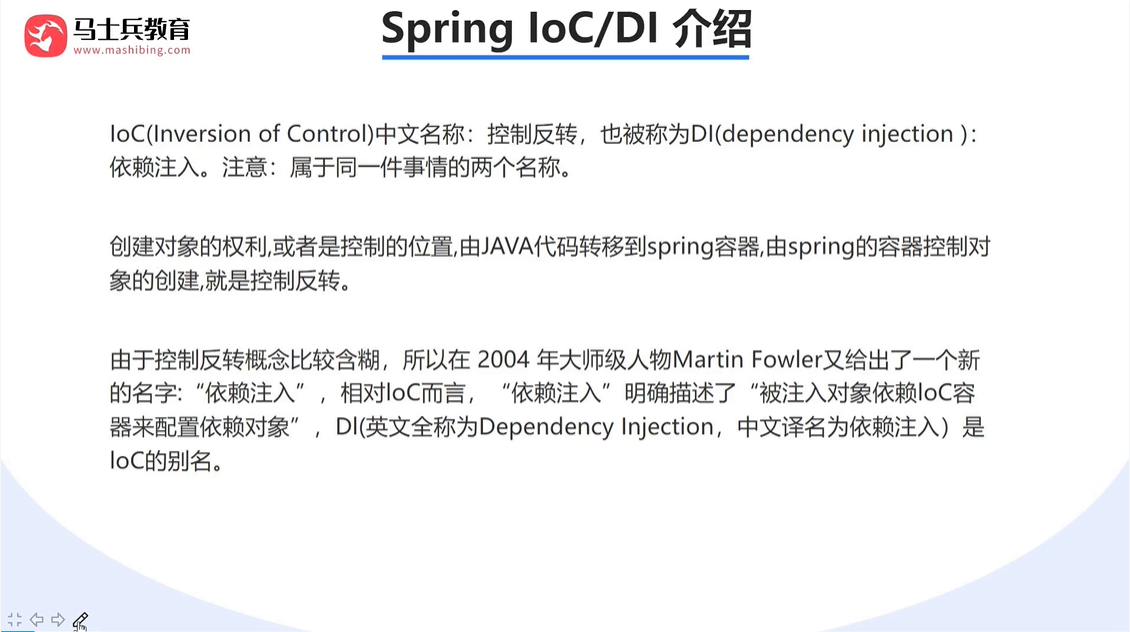 马士兵教育
www.mashibing.com
Spring IoC/DI 介绍
IoC(Inversion of Control)中文名称：控制反转，也被称为DI(dependency injection )：
依赖注入。注意：属于同一件事情的两个名称。
创建对象的权利,或者是控制的位置,由JAVA代码转移到spring容器,由spring的容器控制对
象的创建,就是控制反转。
由于控制反转概念比较含糊，所以在 2004 年大师级人物Martin Fowler又给出了一个新
的名字:“依赖注入”，相对IoC而言，“依赖注入”明确描述了“被注入对象依赖IoC容
器来配置依赖对象”，DI(英文全称为Dependency Injection，中文译名为依赖注入）是
IoC的别名。